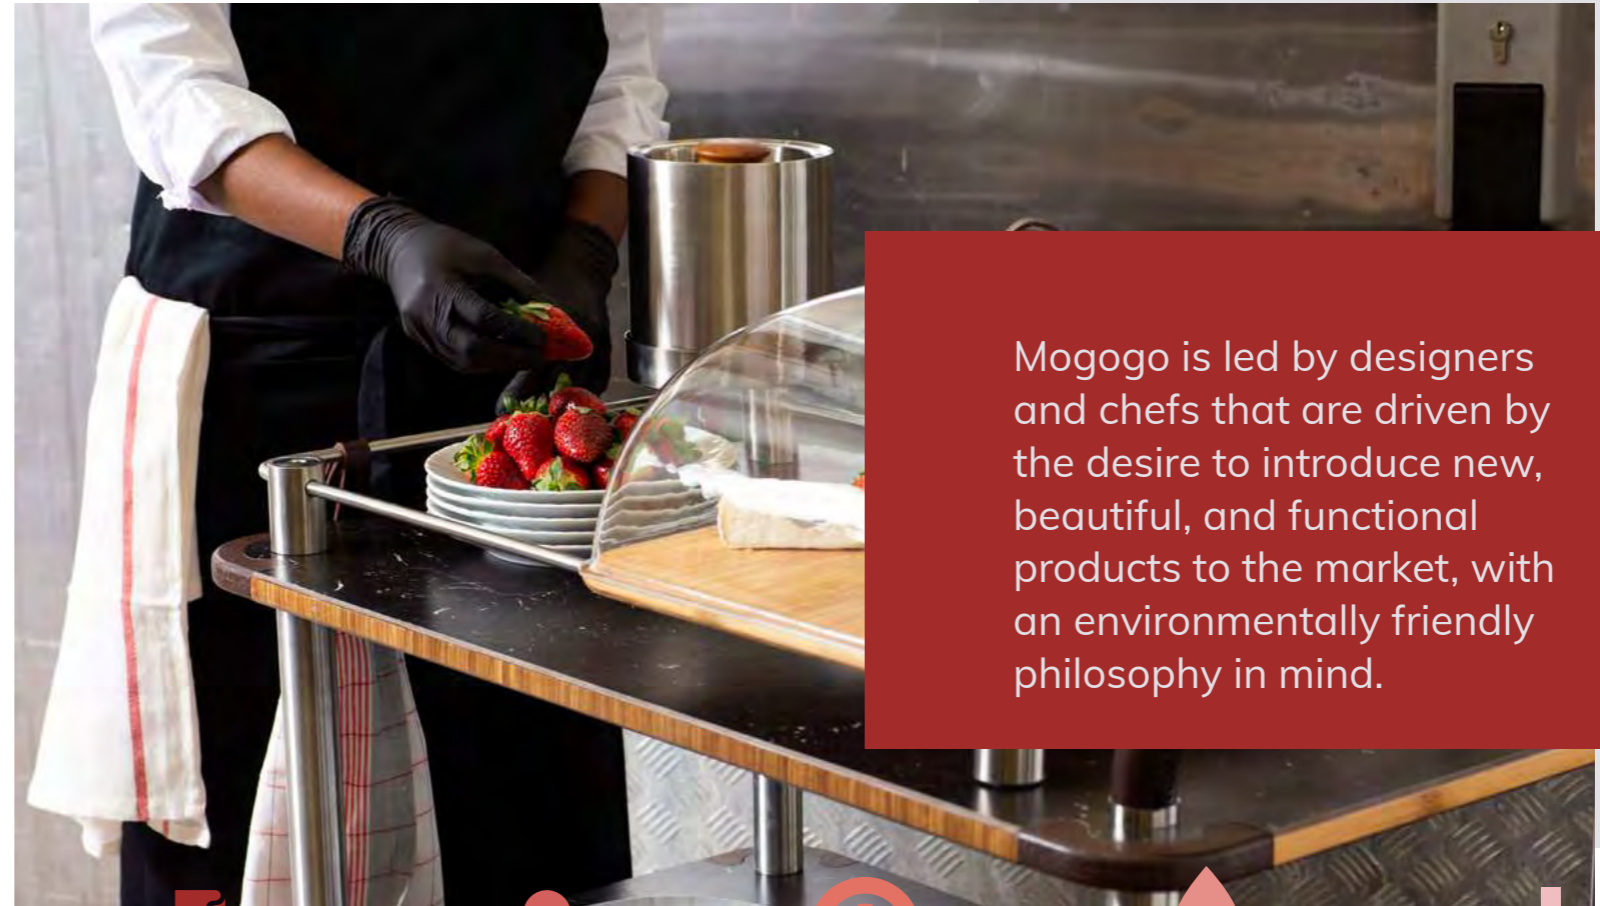 Mogogo is led by designers
and chefs that are driven by
the desire to introduce new,
beautiful, and functional
products to the market, with
an environmentally friendly
philosophy in mind.